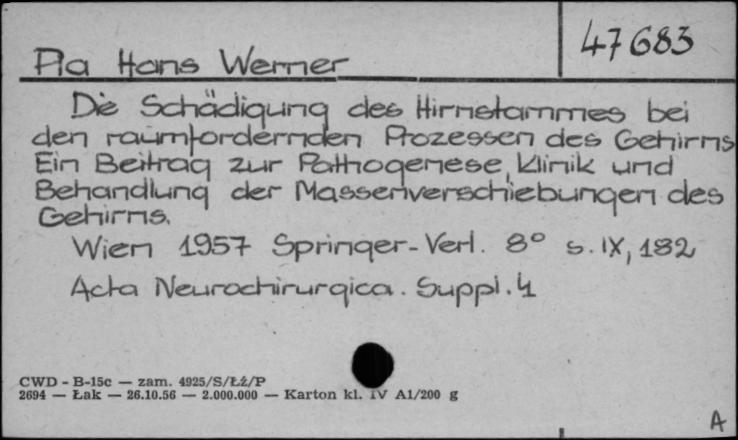 47683
Pia Hans Werner
Die Schädigung des Hirnstammes bei
den raumfordernden Prozessen des Gehirns
Ein Beitrag zur Pathogenese, Klinik und
Behandlung der Massenverschiebungen des
Gehirns.
Wien 1957 Springer-Verl. 8° s. IX, 182
Acta Neurochirurgica. Suppl. 4
CWD - B-15c — zam. 4925/S/Łź/P
2694 — Łak — 26.10.56 — 2.000.000 — Karton kl. IV A1/200 g
A